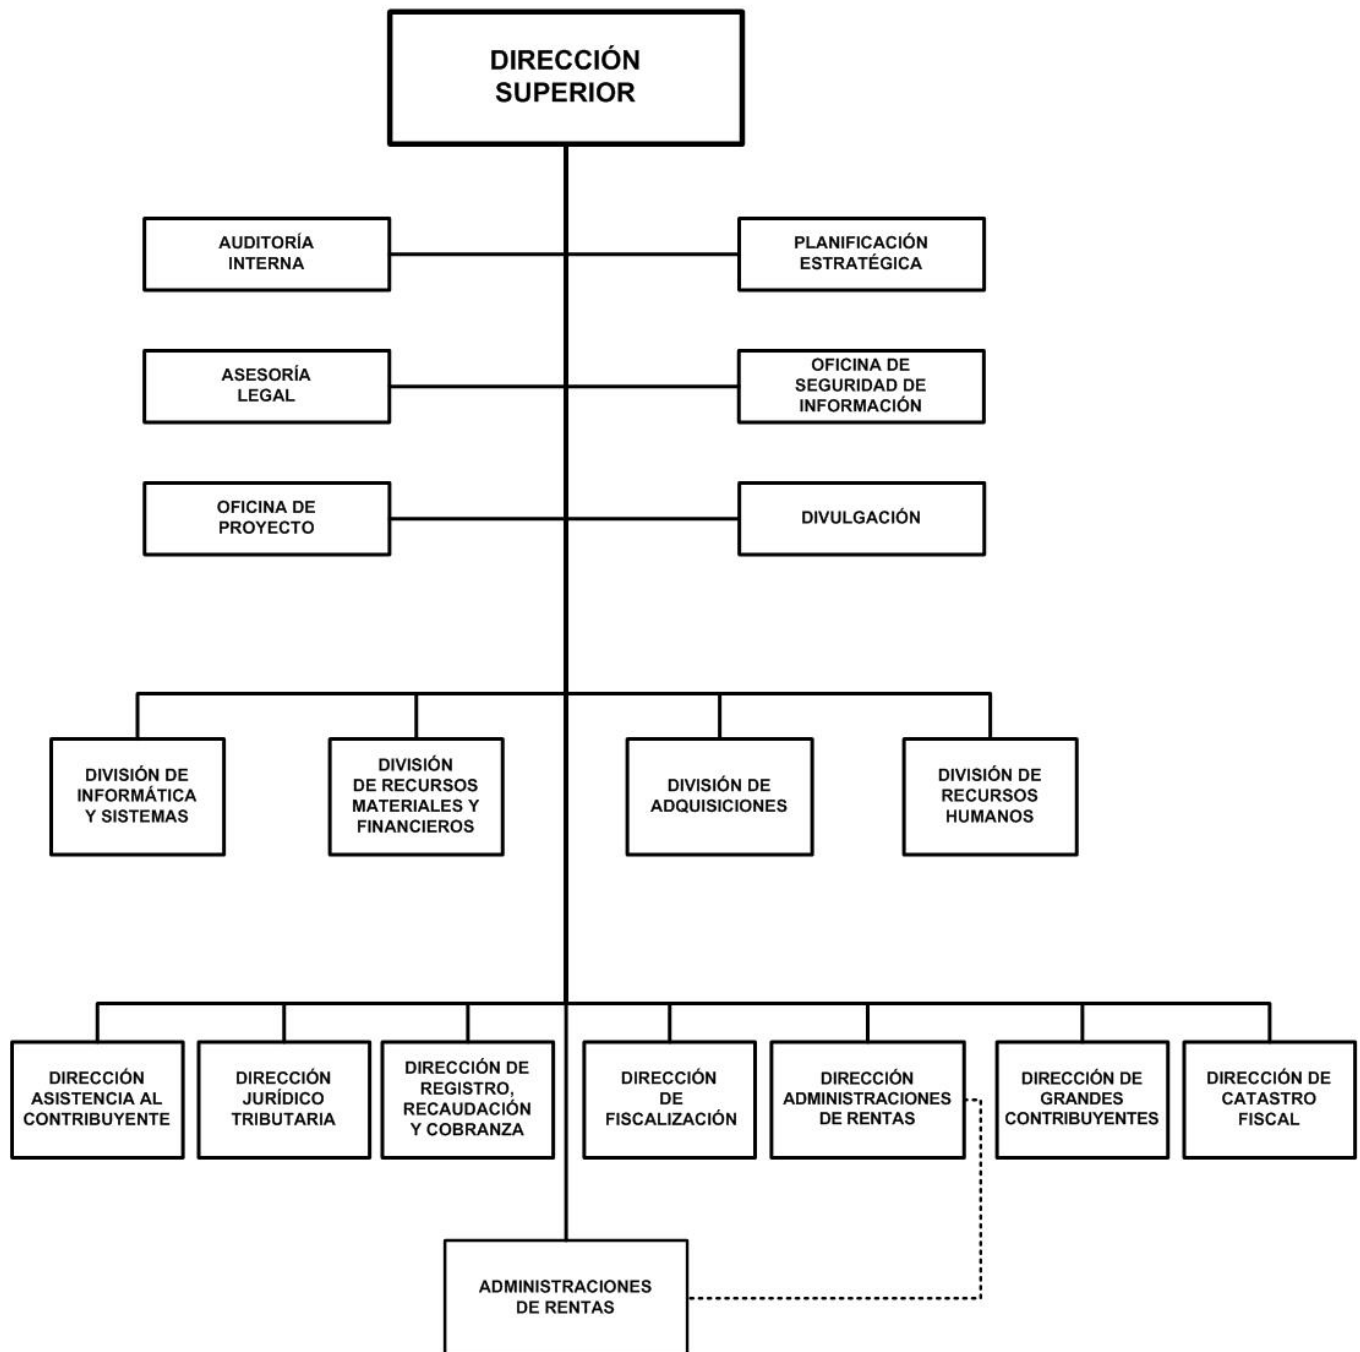 DIRECCIÓN
SUPERIOR
AUDITORÍA
INTERNA
PLANIFICACIÓN
ESTRATÉGICA
ASESORÍA
LEGAL
OFICINA DE
SEGURIDAD DE
INFORMACIÓN
OFICINA DE
PROYECTO
DIVULGACIÓN
DIVISIÓN DE
INFORMÁTICA
Y SISTEMAS
DIVISIÓN
DE RECURSOS
MATERIALES Y
FINANCIEROS
DIVISIÓN DE
ADQUISICIONES
DIVISIÓN DE
RECURSOS
HUMANOS
DIRECCIÓN
ASISTENCIA AL
CONTRIBUYENTE
DIRECCIÓN
JURÍDICO
TRIBUTARIA
DIRECCIÓN DE
REGISTRO,
RECAUDACIÓN
Y COBRANZA
DIRECCIÓN
DE
FISCALIZACIÓN
DIRECCIÓN
ADMINISTRACIONES
DE RENTAS
DIRECCIÓN DE
GRANDES
CONTRIBUYENTES
DIRECCIÓN DE
CATASTRO
FISCAL
ADMINISTRACIONES
DE RENTAS